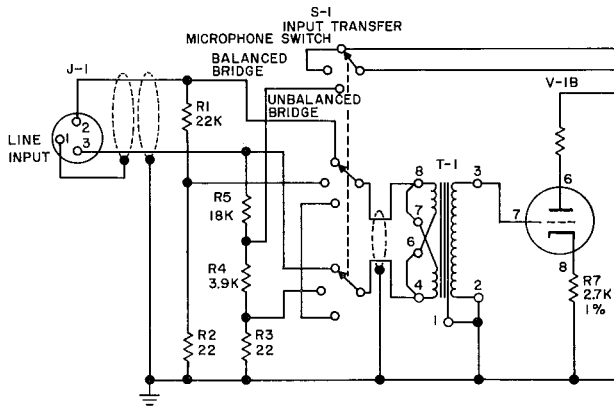 S-1
INPUT TRANSFER
MICROPHONE SWITCH
BALANCED
BRIDGE
UNBALANCED
BRIDGE
J-1
LINE
INPUT
1
2
3
R1
22K
R5
18K
R4
3.9K
R2
22
R3
22
T-1
8
7
6
4
3
2
1
V-1B
6
7
8
R7
2.7K
1%